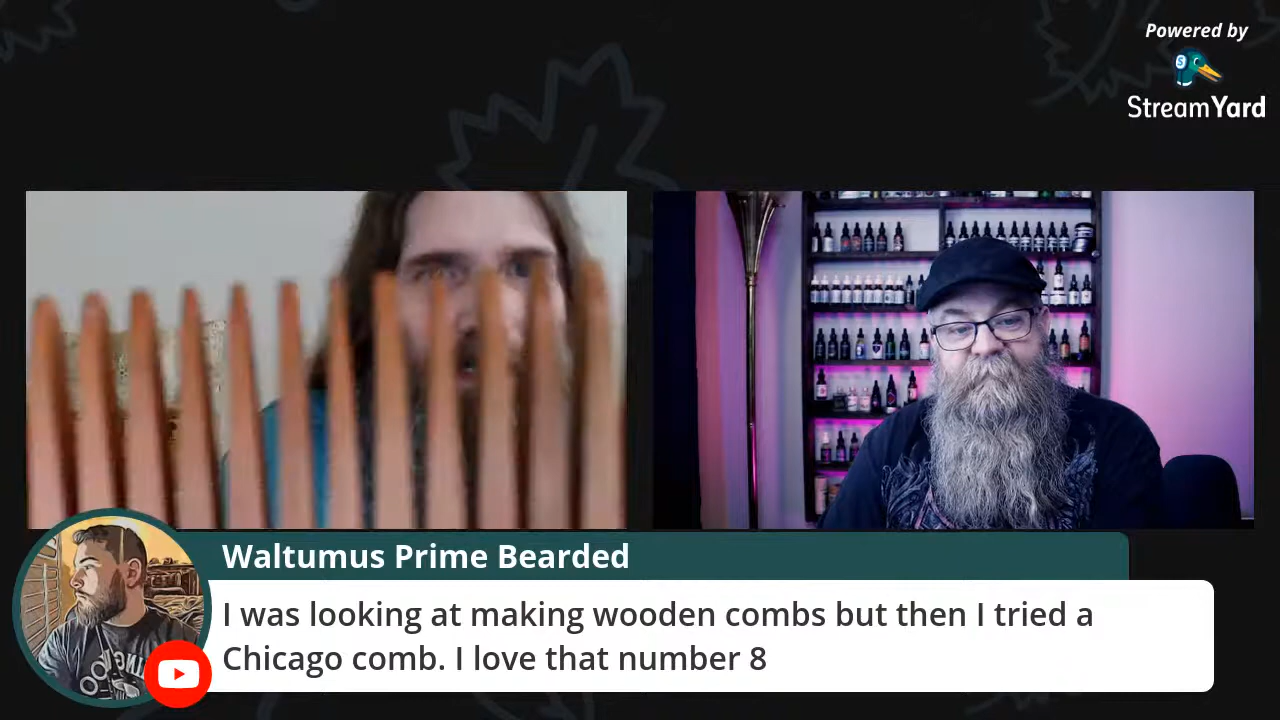 Powered by
StreamYard
Waltumus Prime Bearded
I was looking at making wooden combs but then I tried a
Chicago comb. I love that number 8